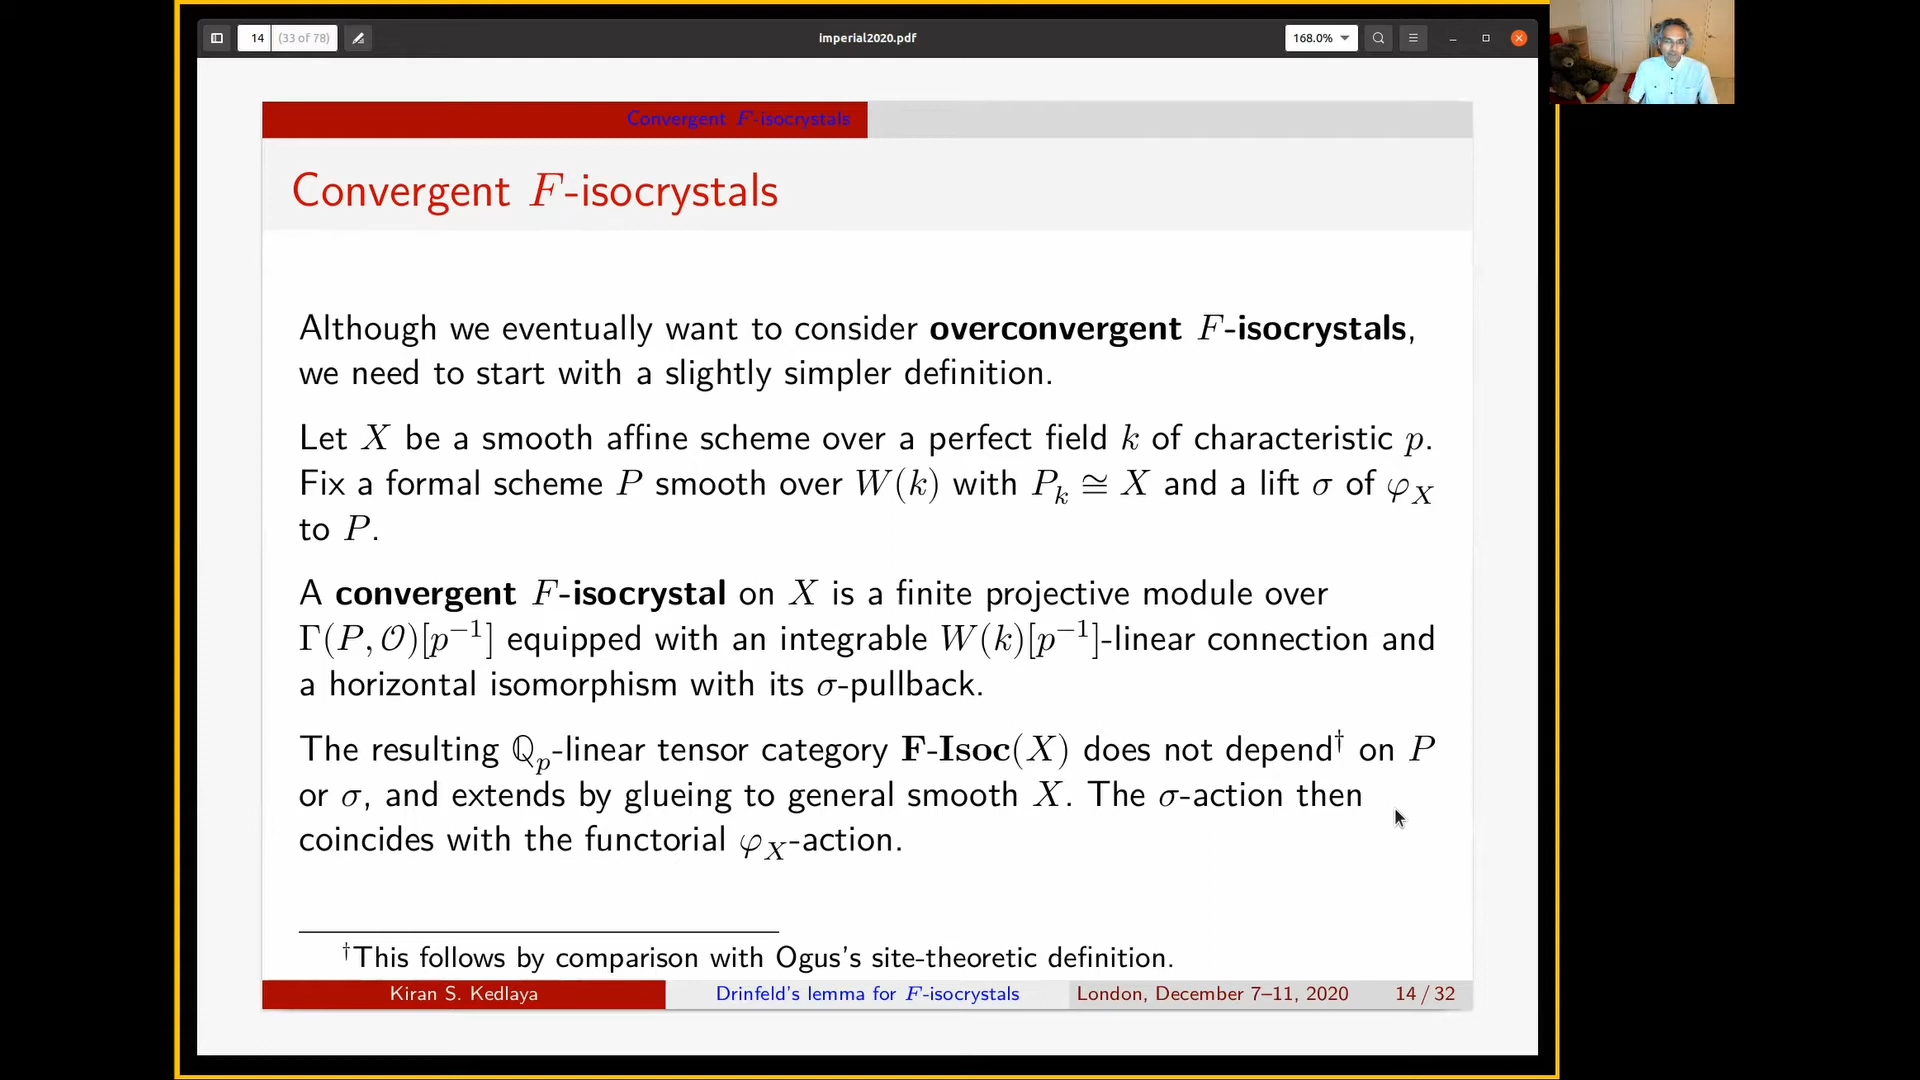 14 (33 of 78) imperial2020.pdf 168.0%
Convergent F-isocrystals
Convergent F-isocrystals
Although we eventually want to consider overconvergent F-isocrystals,
we need to start with a slightly simpler definition.
Let X be a smooth affine scheme over a perfect field k of characteristic p.
Fix a formal scheme P smooth over W(k) with P_k ≅ X and a lift σ of φ_X
to P.
A convergent F-isocrystal on X is a finite projective module over
Γ(P, 𝒪)[p⁻¹] equipped with an integrable W(k)[p⁻¹]-linear connection and
a horizontal isomorphism with its σ-pullback.
The resulting ℚ_p-linear tensor category F-Isoc(X) does not depend† on P
or σ, and extends by glueing to general smooth X. The σ-action then
coincides with the functorial φ_X-action.
†This follows by comparison with Ogus's site-theoretic definition.
Kiran S. Kedlaya Drinfeld's lemma for F-isocrystals London, December 7–11, 2020 14 / 32